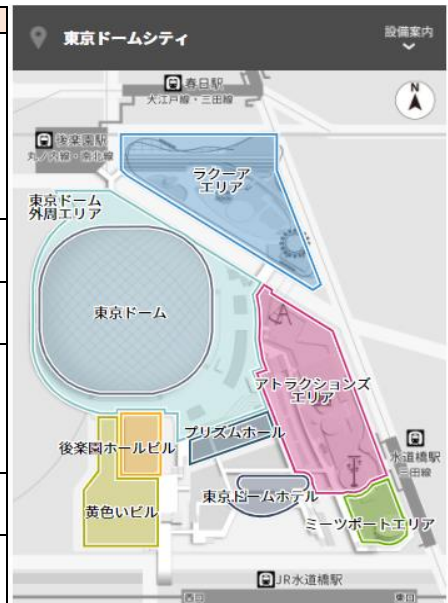 東京ドームシティ
設備案内
N
春日駅
大江戸線・三田線
後楽園駅
丸ノ内線・南北線
ラクーア
エリア
東京ドーム
外周エリア
東京ドーム
アトラクションズ
エリア
プリズムホール
後楽園ホールビル
水道橋駅
三田線
東京ドームホテル
黄色いビル
ミーツポートエリア
JR水道橋駅
西口
東口